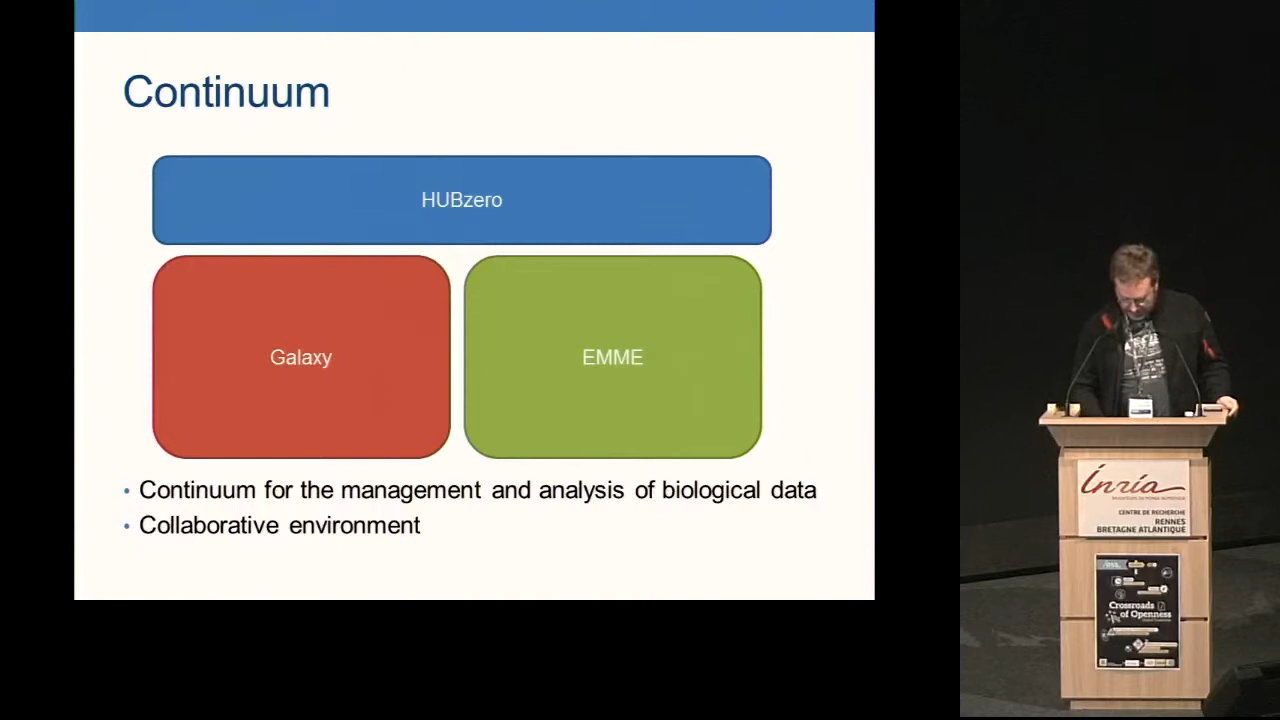 Continuum
HUBzero
Galaxy
EMME
• Continuum for the management and analysis of biological data
• Collaborative environment
Inria
CENTRE DE RECHERCHE
RENNES
BRETAGNE ATLANTIQUE
Crossroads
of Openness